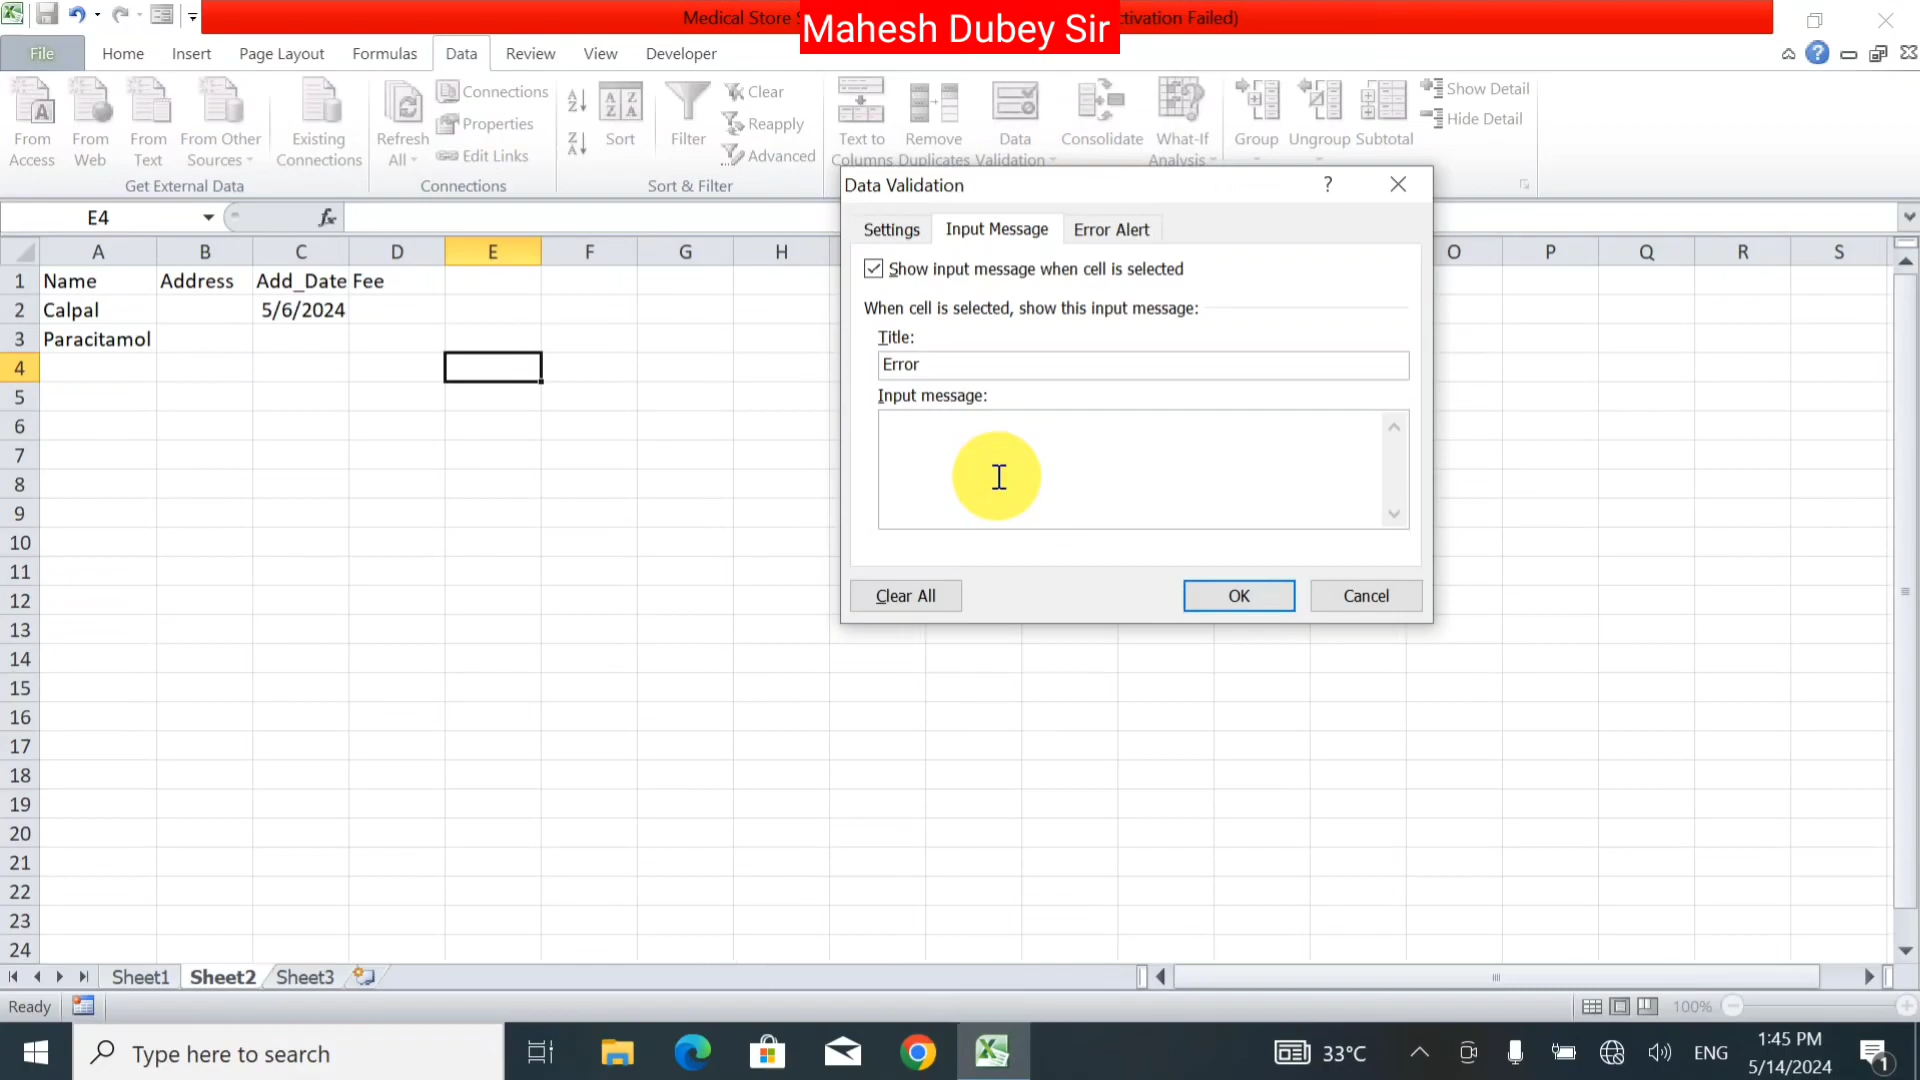 Medical Store S
Mahesh Dubey Sir
ctivation Failed)
File Home Insert Page Layout Formulas Data Review View Developer
From Access
From Web
From Text
From Other Sources
Existing Connections
Get External Data
Refresh All
Connections
Properties
Edit Links
Connections
A Z
Z A
Sort
Filter
Clear
Reapply
Advanced
Sort & Filter
Text to Columns
Remove Duplicates
Data Validation
Consolidate
What-If Analysis
Group
Ungroup
Subtotal
Show Detail
Hide Detail
E4
fx
A B C D E F G H O P Q R S
1 Name Address Add_Date Fee
2 Calpal 5/6/2024
3 Paracitamol
4
5
6
7
8
9
10
11
12
13
14
15
16
17
18
19
20
21
22
23
24
Data Validation
?
Settings Input Message Error Alert
Show input message when cell is selected
When cell is selected, show this input message:
Title:
Error
Input message:
Clear All OK Cancel
Sheet1 Sheet2 Sheet3
Ready
100%
Type here to search
33°C
ENG
1:45 PM
5/14/2024
1